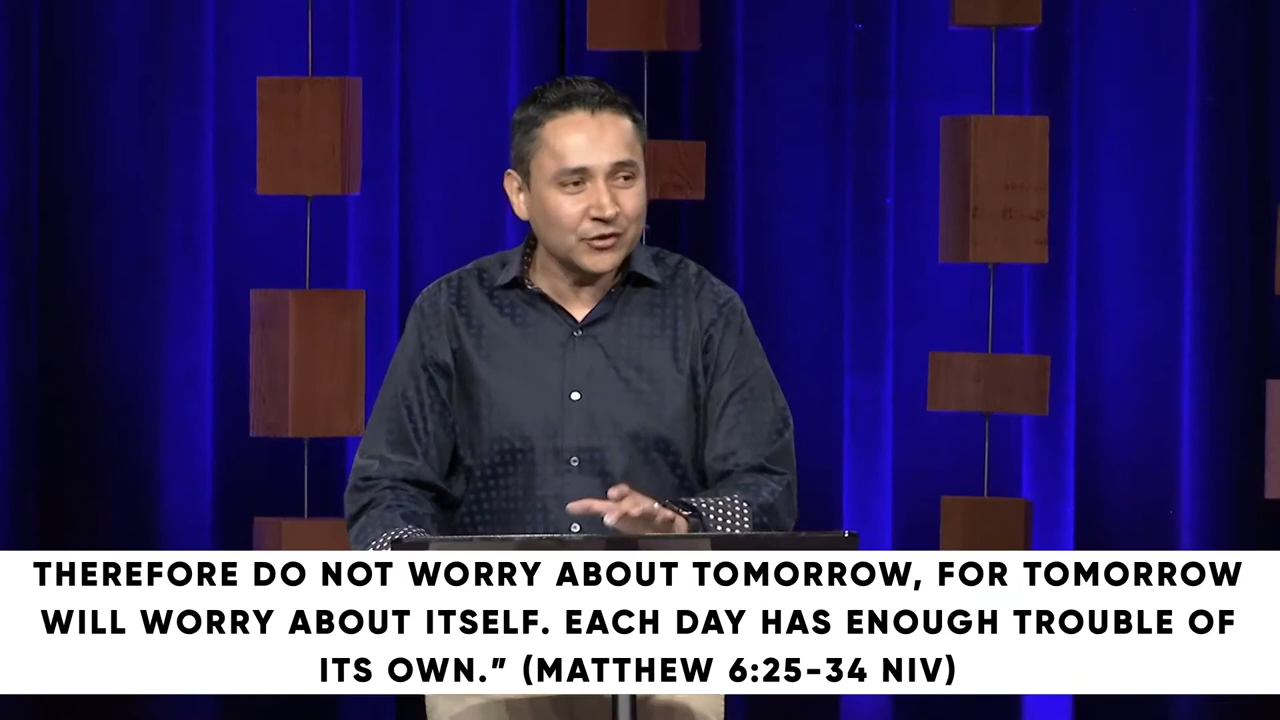 THEREFORE DO NOT WORRY ABOUT TOMORROW, FOR TOMORROW
WILL WORRY ABOUT ITSELF. EACH DAY HAS ENOUGH TROUBLE OF
ITS OWN.” (MATTHEW 6:25-34 NIV)